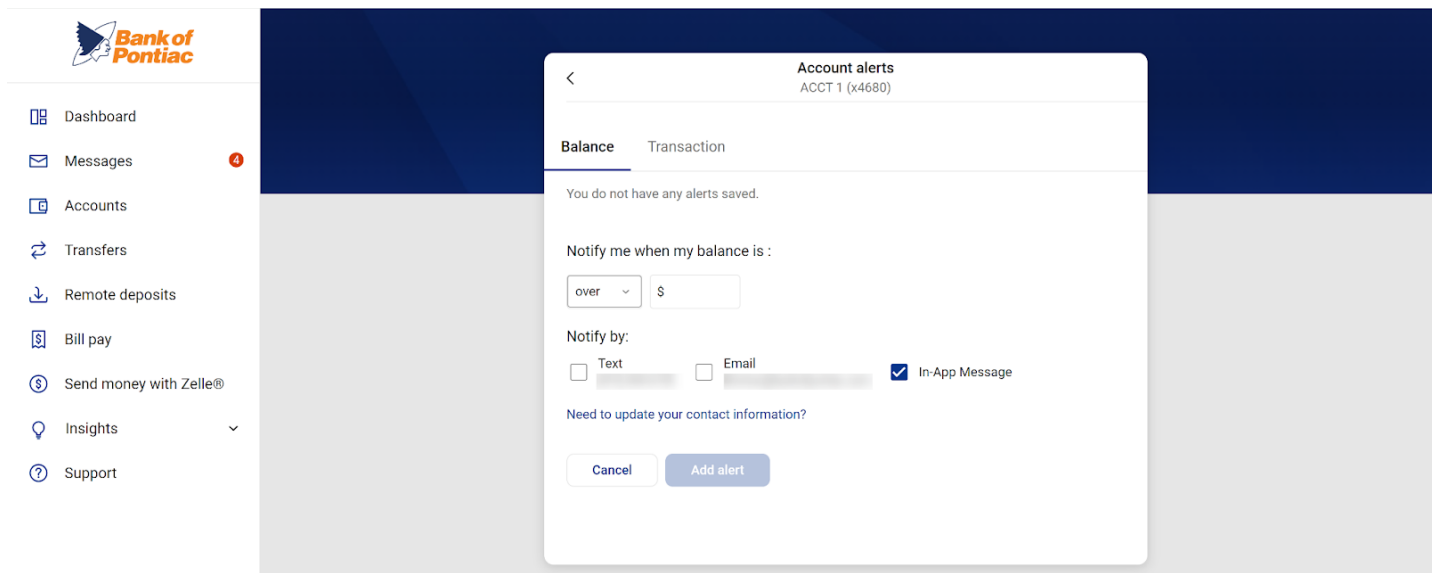 Bank of
Pontiac
Dashboard
Messages
4
Accounts
Transfers
Remote deposits
Bill pay
Send money with Zelle®
Insights
Support
Account alerts
ACCT 1 (x4680)
Balance
Transaction
You do not have any alerts saved.
Notify me when my balance is :
over
$
Notify by:
Text
Email
In-App Message
Need to update your contact information?
Cancel
Add alert